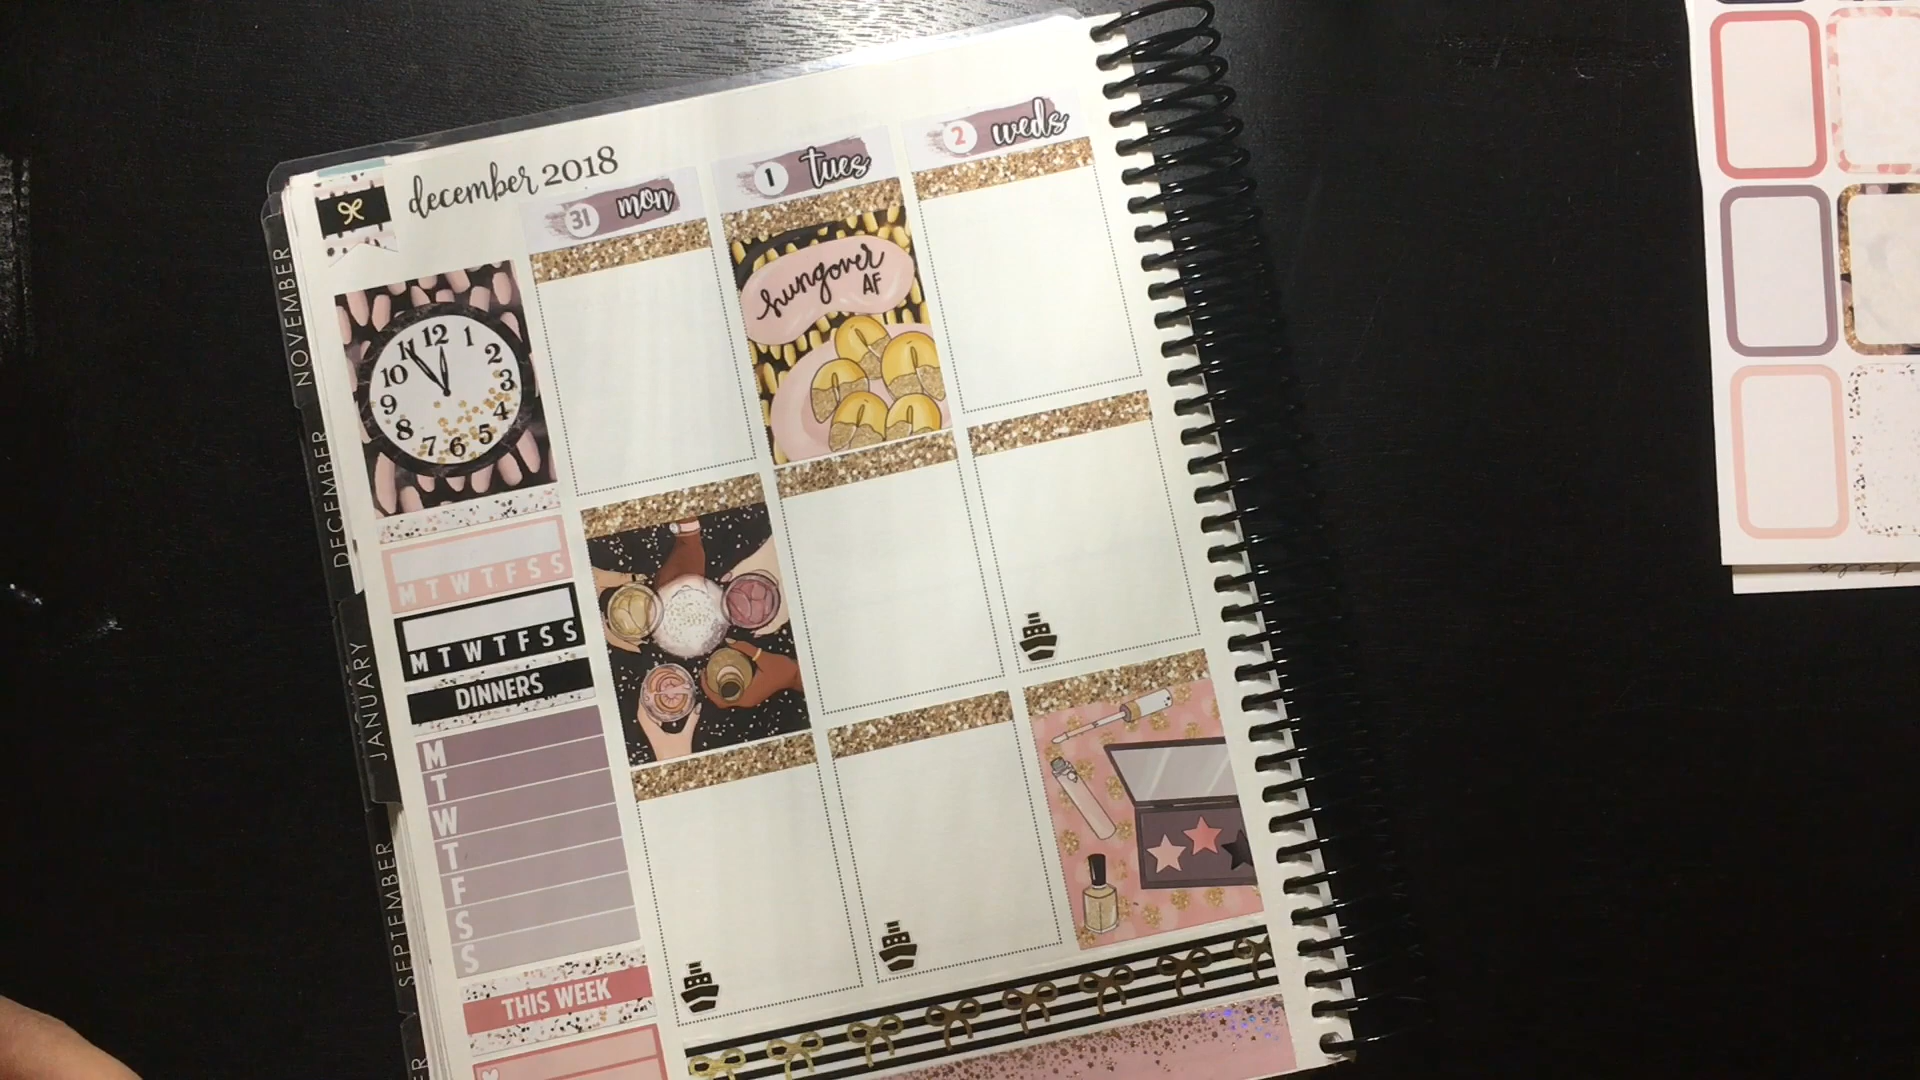 december 2018
31 mon
1 tues
2 weds
hungover
AF
12 1 2 3 4 5 6 7 8 9 10 11
M T W T F S S
M T W T F S S
DINNERS
M
T
W
T
F
S
S
THIS WEEK
NOVEMBER
DECEMBER
JANUARY
SEPTEMBER